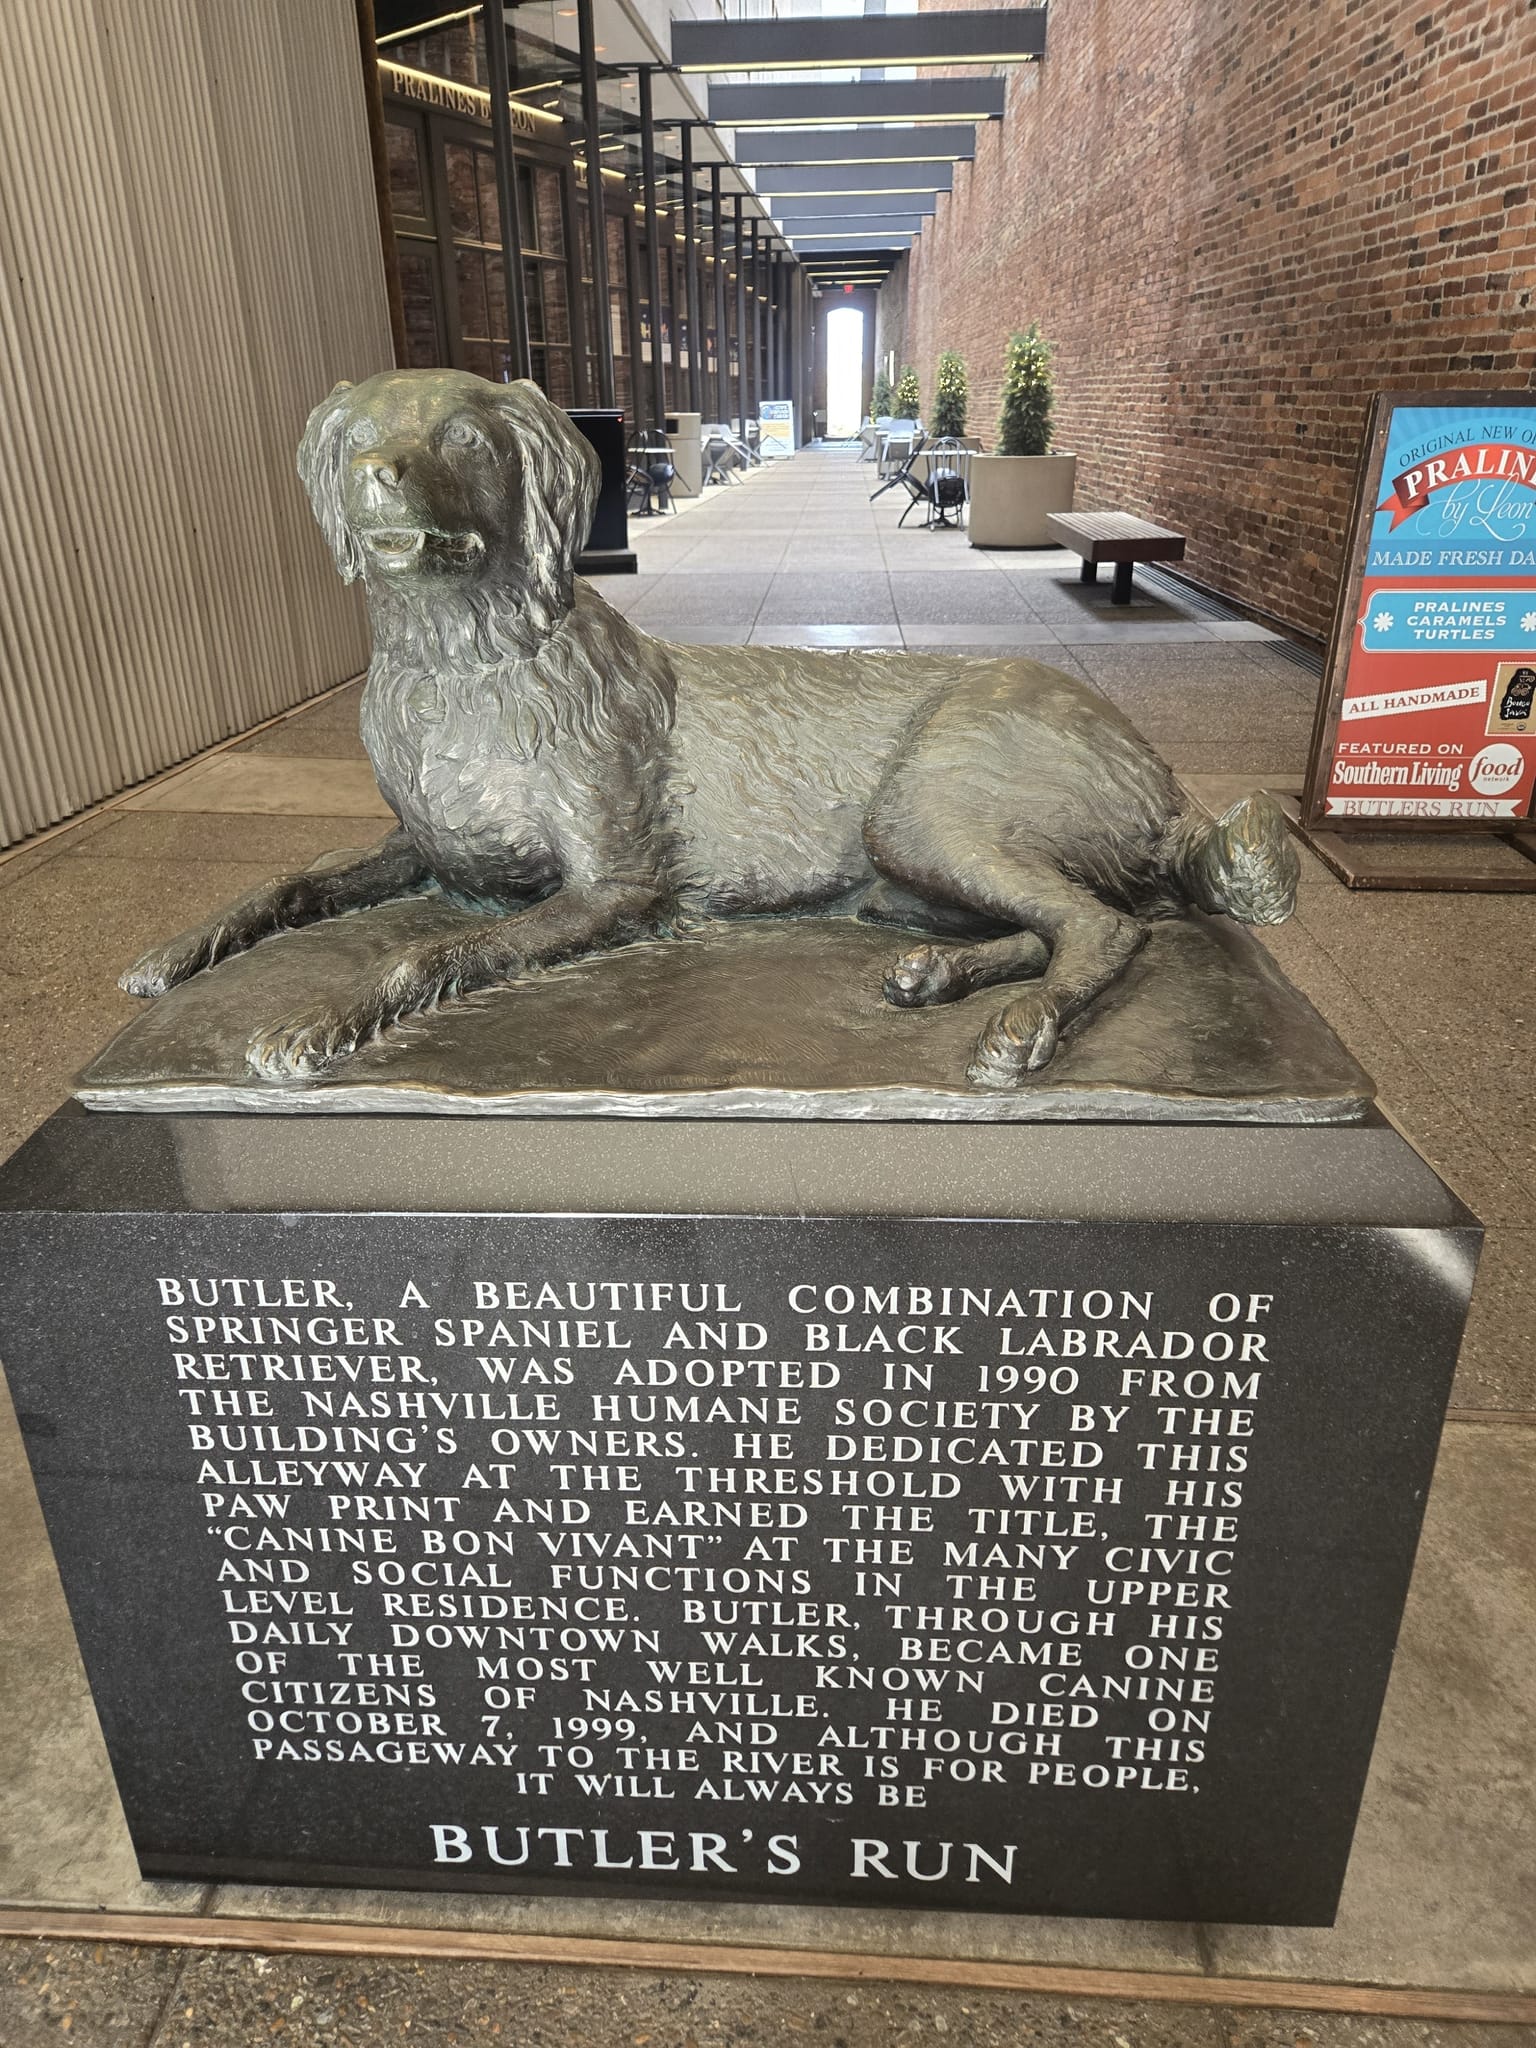 PRALINES BY LEON
ORIGINAL NEW
PRALIN
by Leon
MADE FRESH DA
PRALINES
CARAMELS
TURTLES
ALL HANDMADE
FEATURED ON
Southern Living
food
network
BUTLERS RUN
BUTLER, A BEAUTIFUL COMBINATION OF
SPRINGER SPANIEL AND BLACK LABRADOR
RETRIEVER, WAS ADOPTED IN 1990 FROM
THE NASHVILLE HUMANE SOCIETY BY THE
BUILDING'S OWNERS. HE DEDICATED THIS
ALLEYWAY AT THE THRESHOLD WITH HIS
PAW PRINT AND EARNED THE TITLE, THE
“CANINE BON VIVANT” AT THE MANY CIVIC
AND SOCIAL FUNCTIONS IN THE UPPER
LEVEL RESIDENCE. BUTLER, THROUGH HIS
DAILY DOWNTOWN WALKS, BECAME ONE
OF THE MOST WELL KNOWN CANINE
CITIZENS OF NASHVILLE. HE DIED ON
OCTOBER 7, 1999, AND ALTHOUGH THIS
PASSAGEWAY TO THE RIVER IS FOR PEOPLE,
IT WILL ALWAYS BE
BUTLER'S RUN